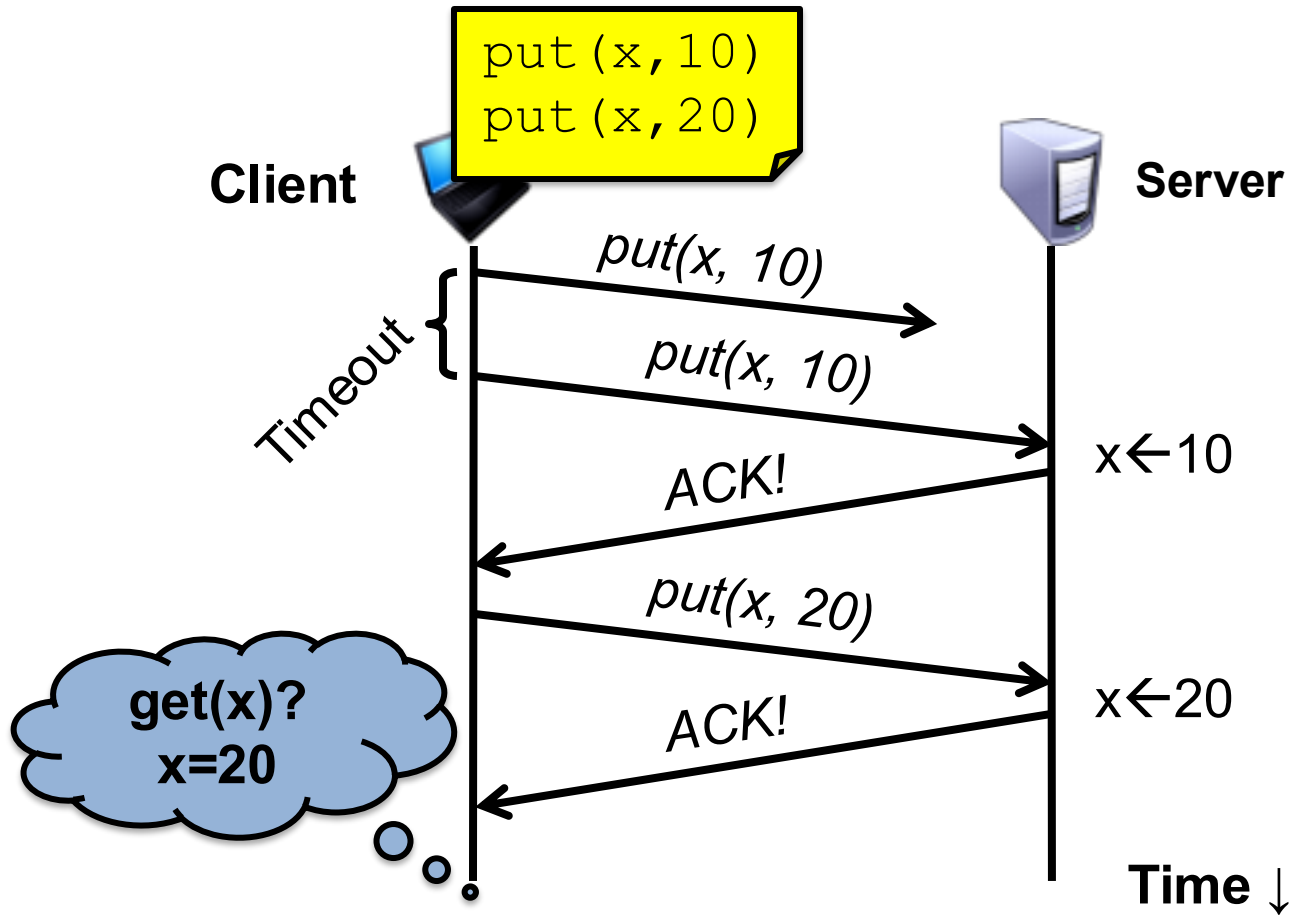 put(x,10)
put(x,20)
Client
Server
put(x, 10)
Timeout
put(x, 10)
x←10
ACK!
put(x, 20)
x←20
ACK!
get(x)?
x=20
Time ↓